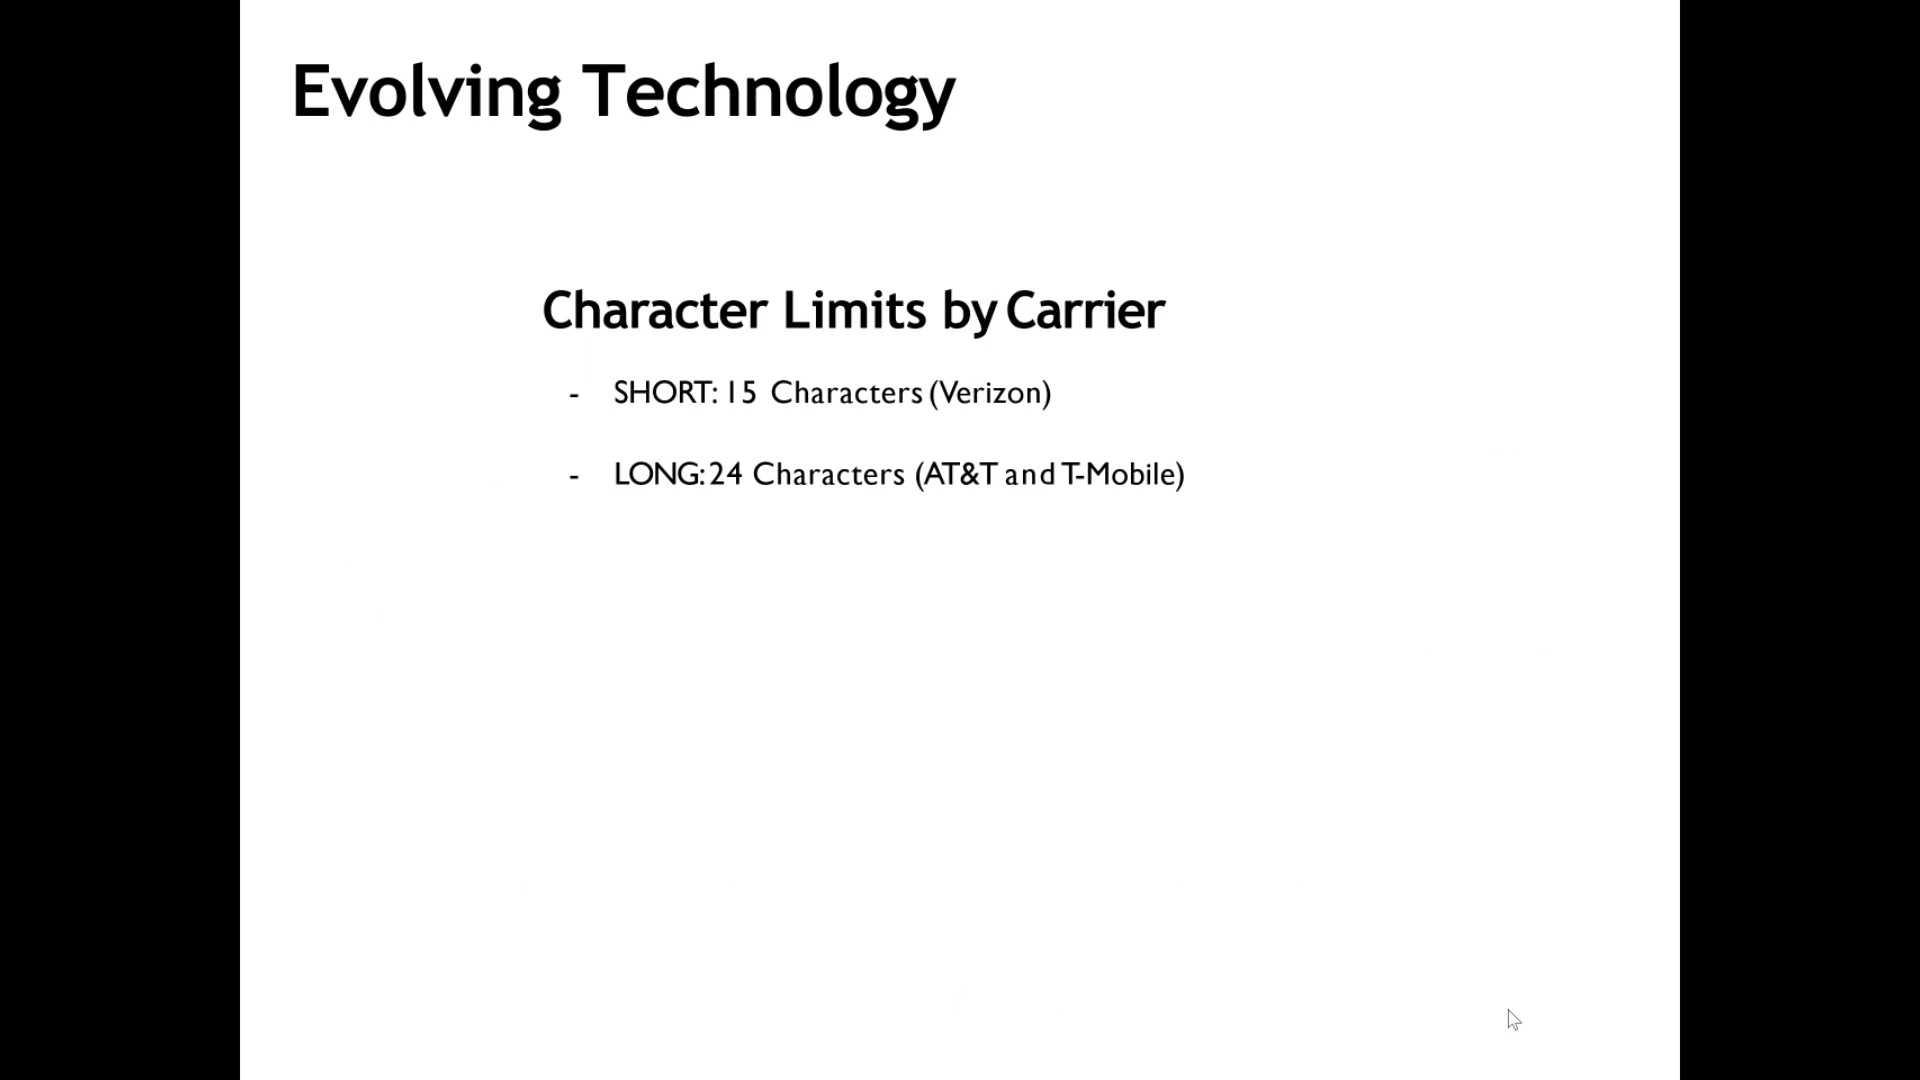 Evolving Technology
Character Limits by Carrier
- SHORT: 15 Characters (Verizon)
- LONG: 24 Characters (AT&T and T-Mobile)